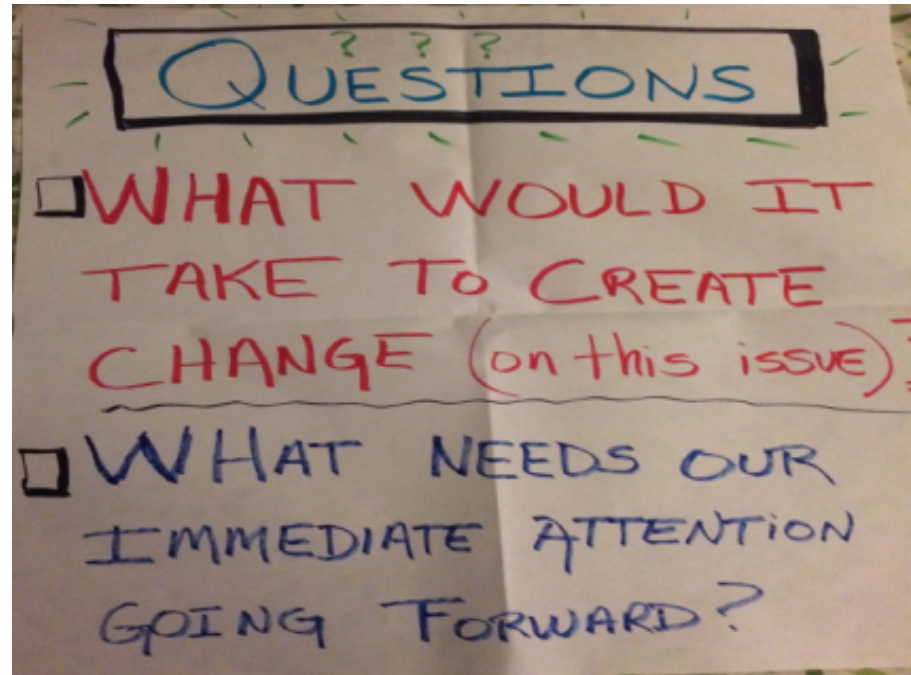 ? ? ?
QUESTIONS
WHAT WOULD IT
TAKE TO CREATE
CHANGE (on this issue)?
WHAT NEEDS OUR
IMMEDIATE ATTENTION
GOING FORWARD?